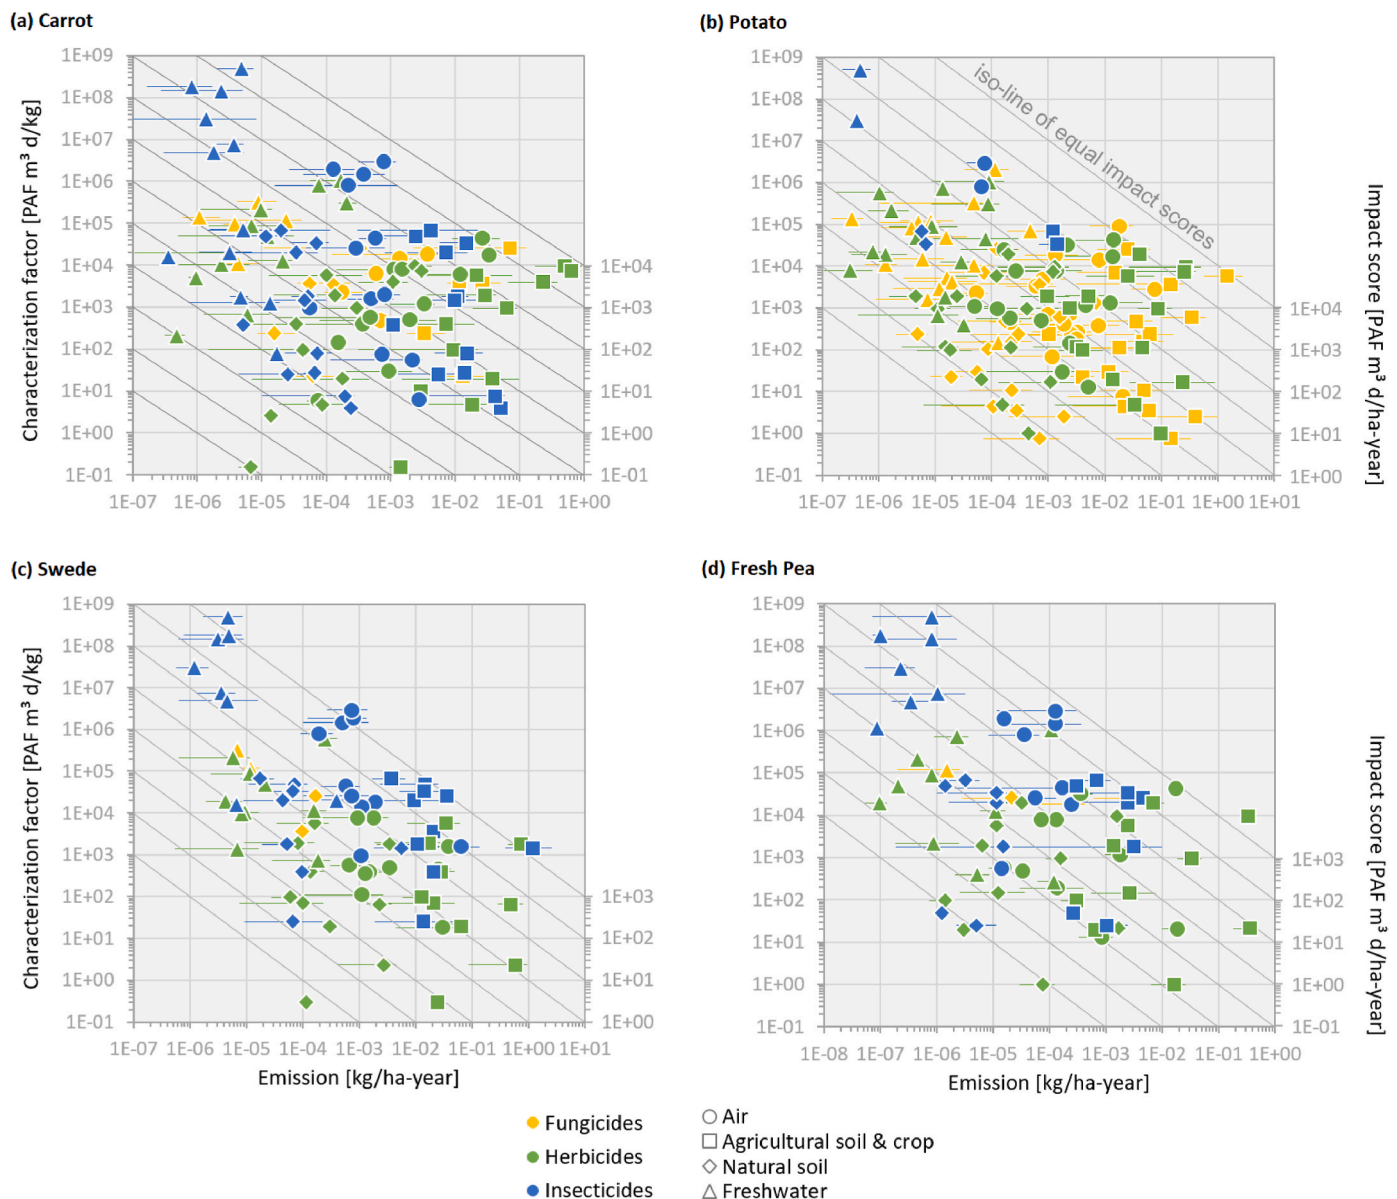 (a) Carrot
1E+09
1E+08
1E+07
1E+06
1E+05
1E+04
1E+03
1E+02
1E+01
1E+00
1E-01
1E-07 1E-06 1E-05 1E-04 1E-03 1E-02 1E-01 1E+00
1E+04
1E+03
1E+02
1E+01
1E+00
1E-01
Characterization factor [PAF m³ d/kg]
(b) Potato
iso-line of equal impact scores
1E+09
1E+08
1E+07
1E+06
1E+05
1E+04
1E+03
1E+02
1E+01
1E+00
1E-01
1E-07 1E-06 1E-05 1E-04 1E-03 1E-02 1E-01 1E+00 1E+01
1E+04
1E+03
1E+02
1E+01
1E+00
Impact score [PAF m³ d/ha-year]
(c) Swede
1E+09
1E+08
1E+07
1E+06
1E+05
1E+04
1E+03
1E+02
1E+01
1E+00
1E-01
1E-07 1E-06 1E-05 1E-04 1E-03 1E-02 1E-01 1E+00 1E+01
1E+03
1E+02
1E+01
1E+00
Characterization factor [PAF m³ d/kg]
Emission [kg/ha-year]
(d) Fresh Pea
1E+09
1E+08
1E+07
1E+06
1E+05
1E+04
1E+03
1E+02
1E+01
1E+00
1E-01
1E-08 1E-07 1E-06 1E-05 1E-04 1E-03 1E-02 1E-01 1E+00
1E+03
1E+02
1E+01
1E+00
1E-01
Impact score [PAF m³ d/ha-year]
Emission [kg/ha-year]
Fungicides
Herbicides
Insecticides
Air
Agricultural soil & crop
Natural soil
Freshwater